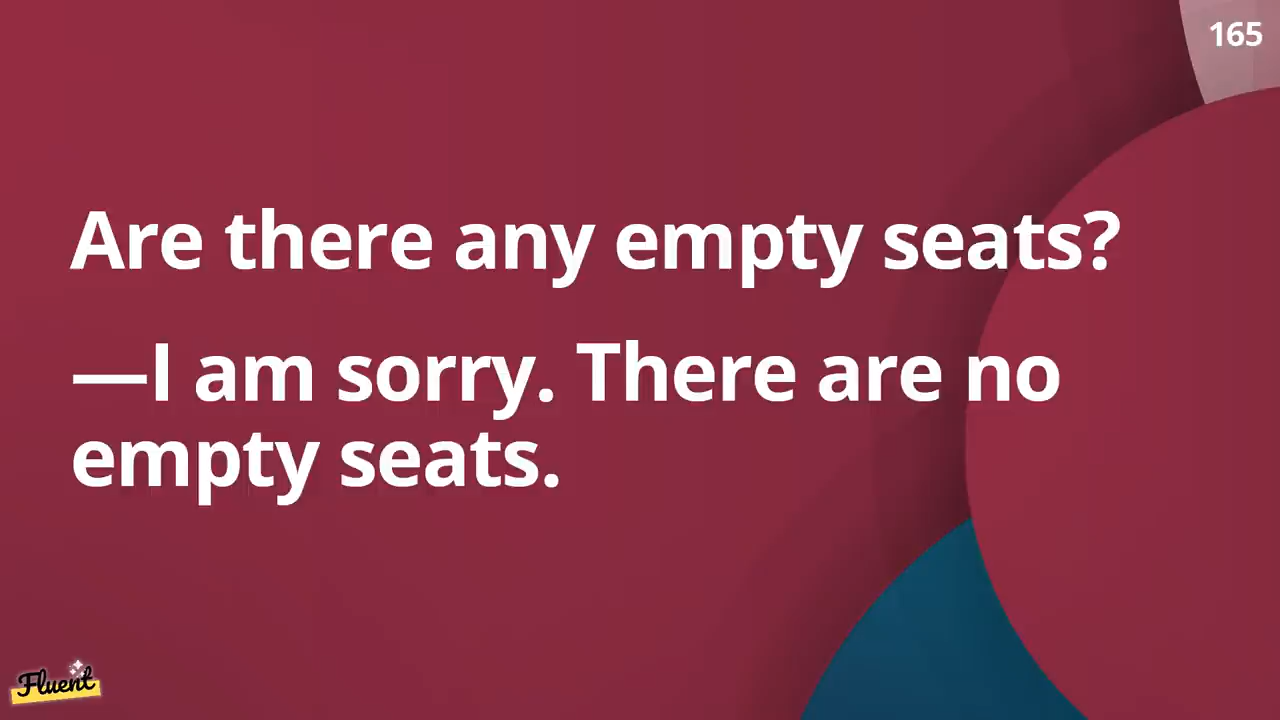 165
Are there any empty seats?
—I am sorry. There are no
empty seats.
Fluent